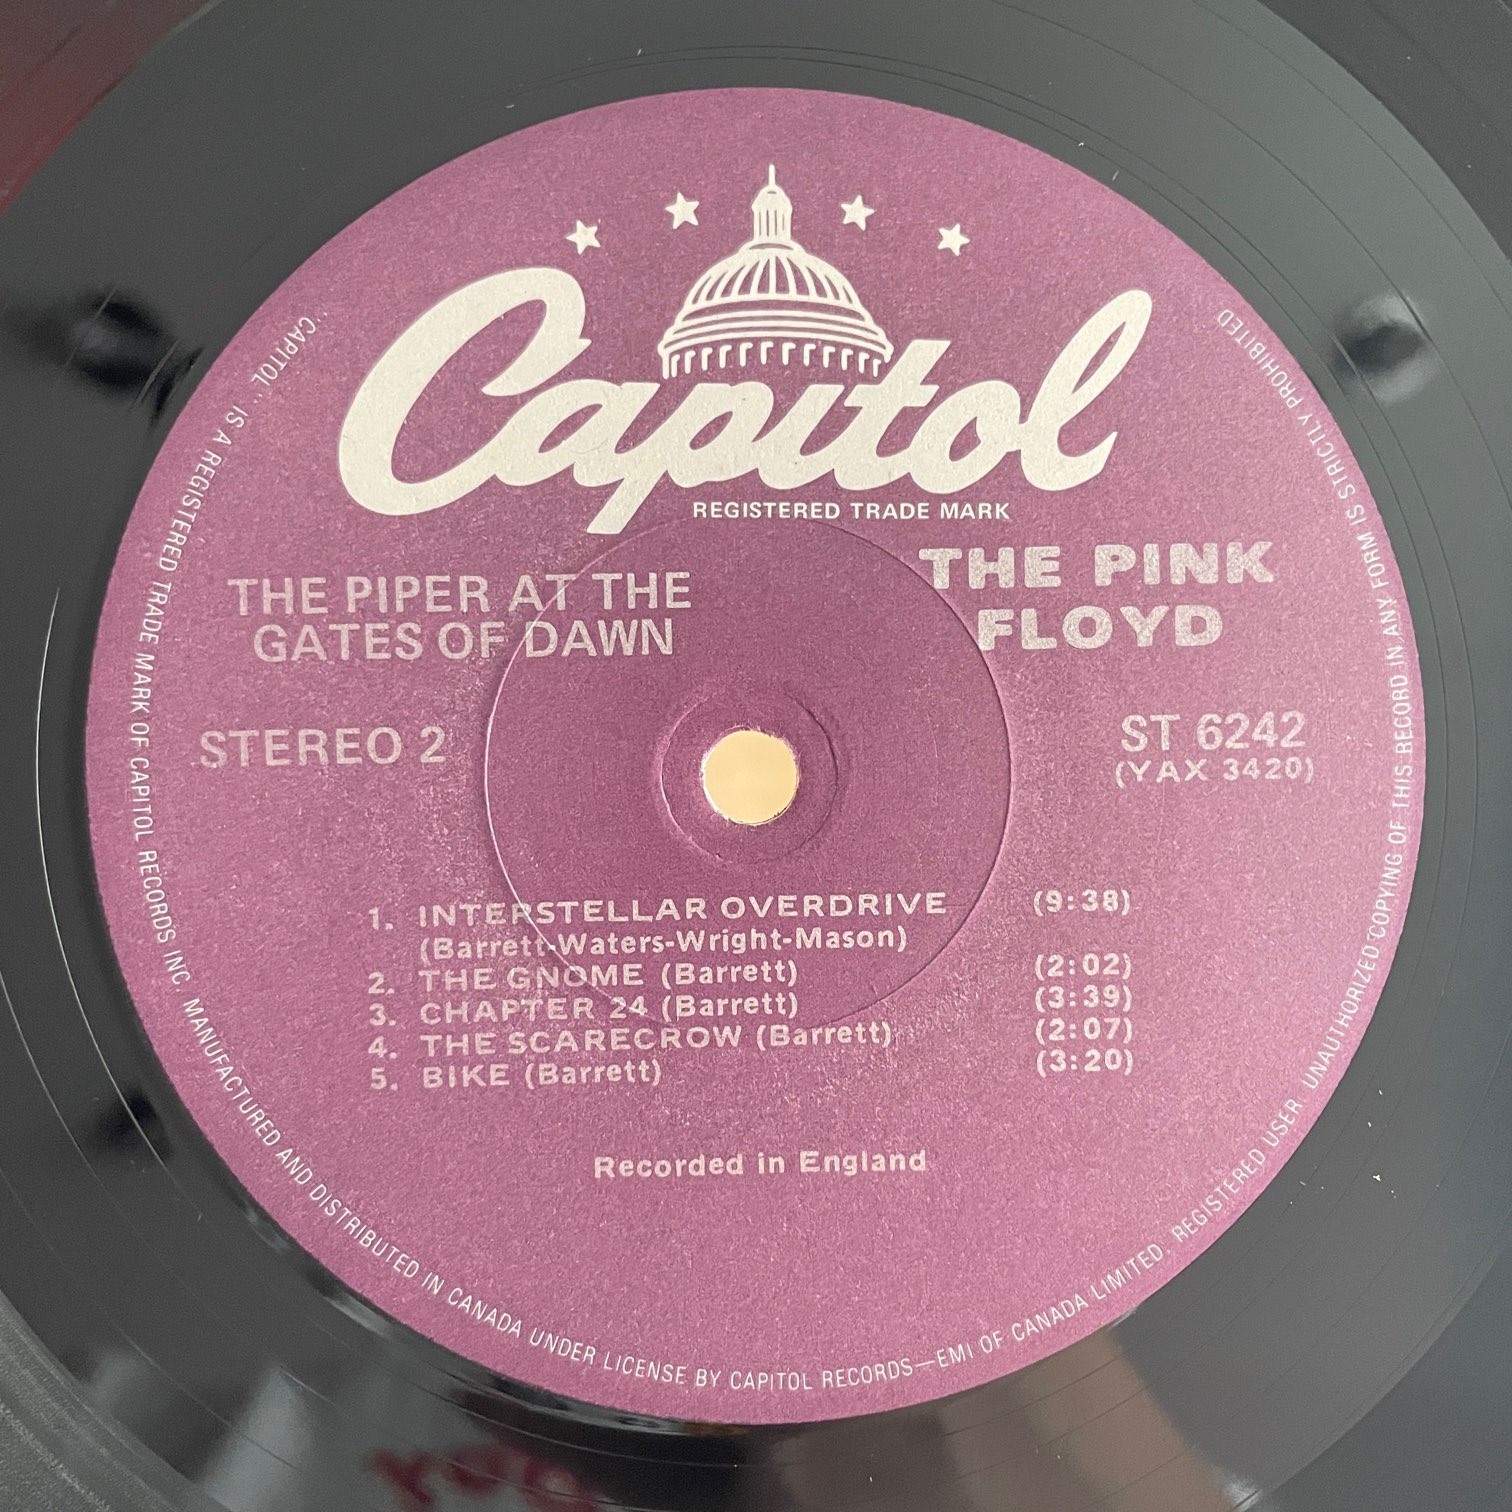 Capitol
REGISTERED TRADE MARK
THE PIPER AT THE
GATES OF DAWN
THE PINK
FLOYD
STEREO 2
ST 6242
(YAX 3420)
1. INTERSTELLAR OVERDRIVE (9:38)
(Barrett-Waters-Wright-Mason)
2. THE GNOME (Barrett) (2:02)
3. CHAPTER 24 (Barrett) (3:39)
4. THE SCARECROW (Barrett) (2:07)
5. BIKE (Barrett) (3:20)
Recorded in England
"CAPITOL" IS A REGISTERED TRADE MARK OF CAPITOL RECORDS INC. MANUFACTURED AND DISTRIBUTED IN CANADA UNDER LICENSE BY CAPITOL RECORDS—EMI OF CANADA LIMITED. REGISTERED USER. UNAUTHORIZED COPYING OF THIS RECORD IN ANY FORM IS STRICTLY PROHIBITED